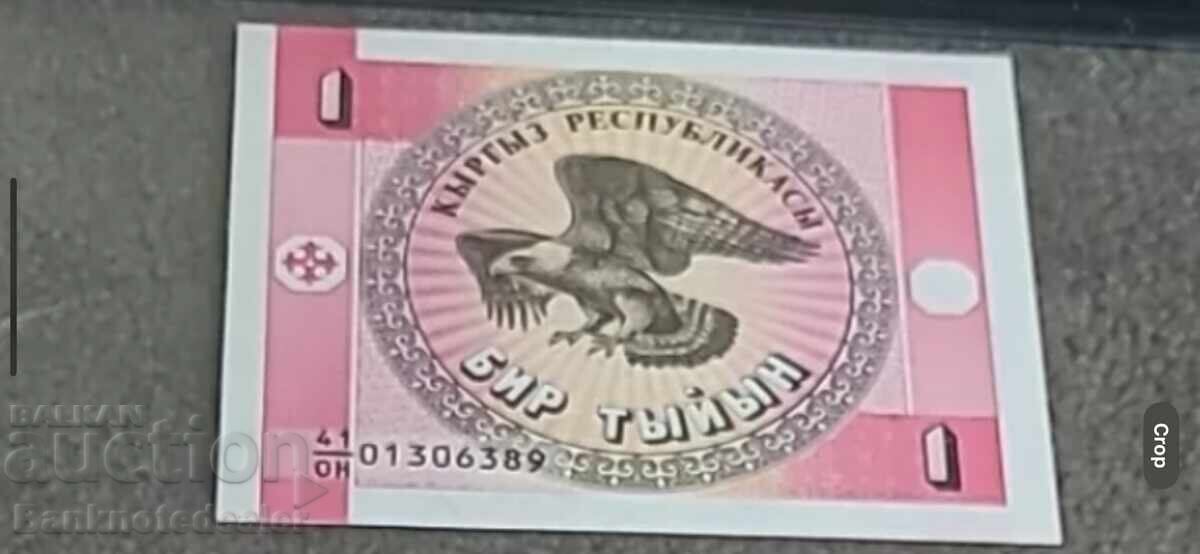 1
КЫРГЫЗ РЕСПУБЛИКАСЫ
БИР ТЫЙЫН
41/ОН 01306389
1
BALKAN
auction
Banknotedealer
Crop